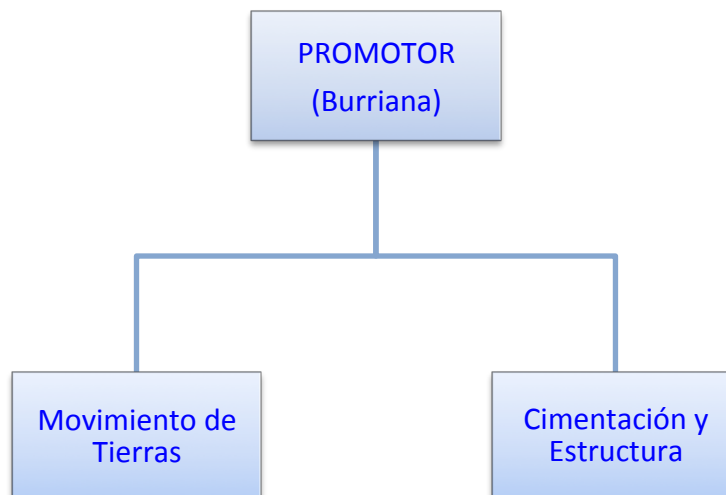 PROMOTOR
(Burriana)
Movimiento de
Tierras
Cimentación y
Estructura